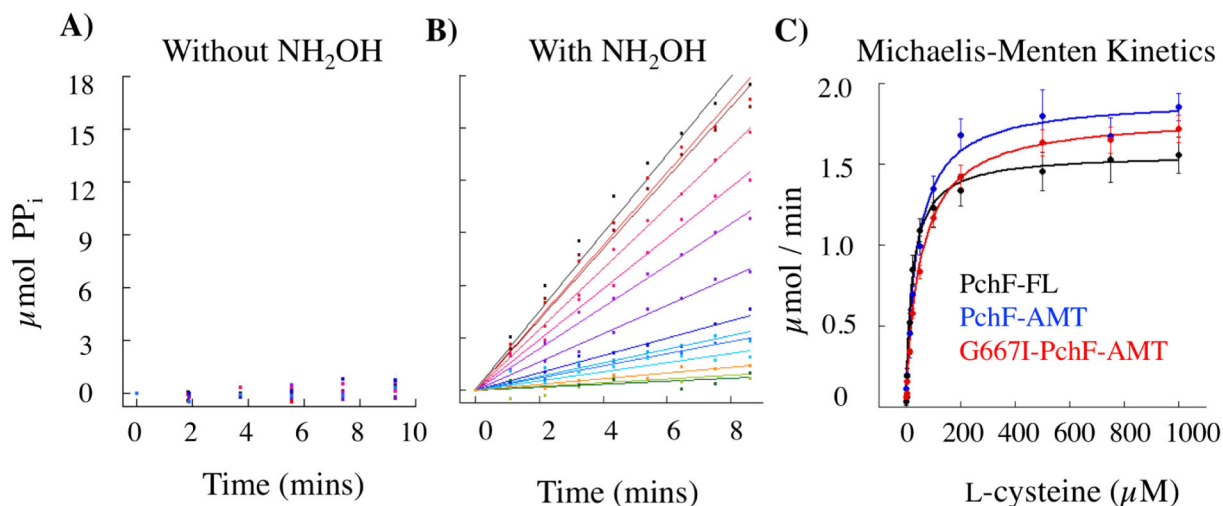 A)
Without NH₂OH
μmol PPᵢ
18
15
12
9
6
3
0
0 2 4 6 8 10
Time (mins)
B)
With NH₂OH
0 2 4 6 8
Time (mins)
C)
Michaelis-Menten Kinetics
μmol / min
2.0
1.5
1.0
0.5
0
PchF-FL
PchF-AMT
G667I-PchF-AMT
0 200 400 600 800 1000
L-cysteine (μM)